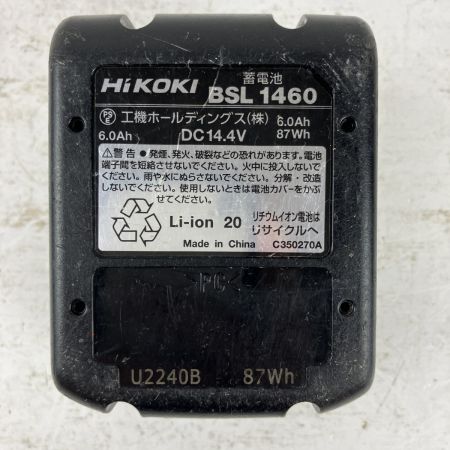 蓄電池
HiKOKI BSL 1460
PS E 工機ホールディングス(株) 6.0Ah
6.0Ah DC14.4V 87Wh
⚠警告 ● 発煙、発火、破裂などの恐れがあります。電池
端子間を短絡させないでください。火中に投入しない
でください。雨や水にぬらさないでください。分解・改造
しないでください。使用しないときは電池カバーをかぶ
せてください。
Li-ion 20 リチウムイオン電池は
リサイクルへ
Made in China C350270A
PC
U2240B 87Wh